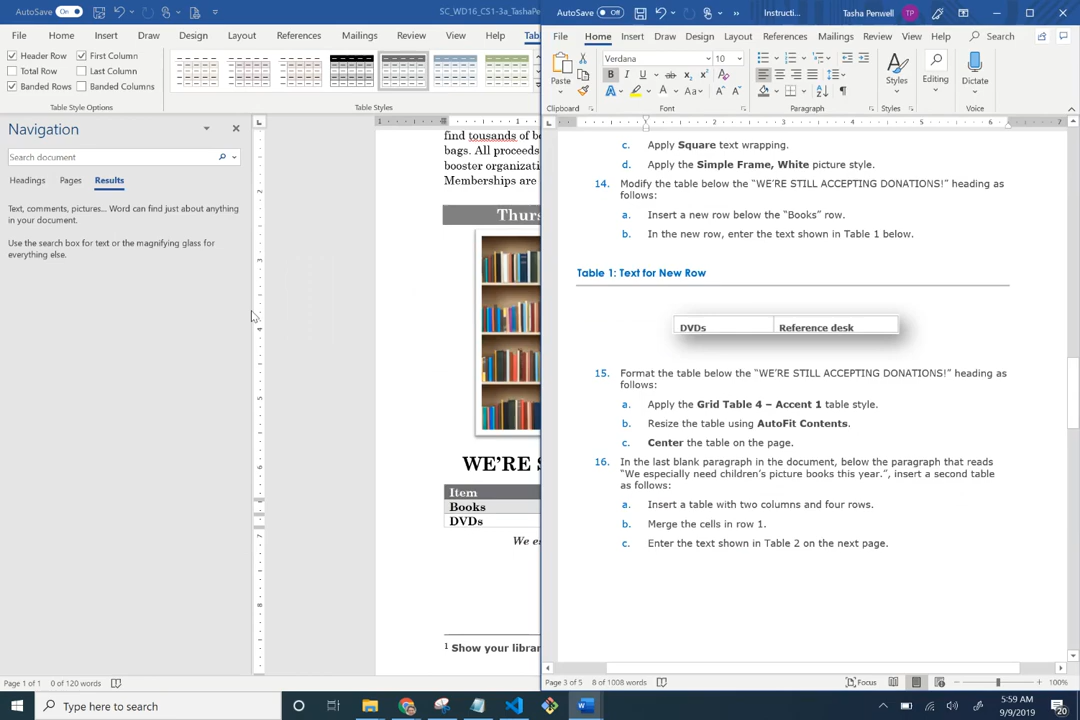 AutoSave On
SC_WD16_CS1-3a_TashaP
File Home Insert Draw Design Layout References Mailings Review View Help Tab
Header Row First Column
Total Row Last Column
Banded Rows Banded Columns
Table Style Options
Table Styles
Navigation
Search document
Headings Pages Results
Text, comments, pictures... Word can find just about anything
in your document.
Use the search box for text or the magnifying glass for
everything else.
find tousands of b
bags. All proceeds
booster organizati
Memberships are
Thurs
WE'RE S
Item
Books
DVDs
We es
1 Show your librar
Page 1 of 1 0 of 120 words
AutoSave Off
Instructi... Tasha Penwell TP
File Home Insert Draw Design Layout References Mailings Review View Help Search
Paste
Clipboard
Verdana 10
Font
Paragraph
Styles
Styles
Editing
Dictate
Voice
c. Apply Square text wrapping.
d. Apply the Simple Frame, White picture style.
14. Modify the table below the "WE'RE STILL ACCEPTING DONATIONS!" heading as
follows:
a. Insert a new row below the "Books" row.
b. In the new row, enter the text shown in Table 1 below.
Table 1: Text for New Row
DVDs Reference desk
15. Format the table below the "WE'RE STILL ACCEPTING DONATIONS!" heading as
follows:
a. Apply the Grid Table 4 – Accent 1 table style.
b. Resize the table using AutoFit Contents.
c. Center the table on the page.
16. In the last blank paragraph in the document, below the paragraph that reads
"We especially need children's picture books this year.", insert a second table
as follows:
a. Insert a table with two columns and four rows.
b. Merge the cells in row 1.
c. Enter the text shown in Table 2 on the next page.
Page 3 of 5 8 of 1008 words
Focus
100%
Type here to search
5:59 AM
9/9/2019
20